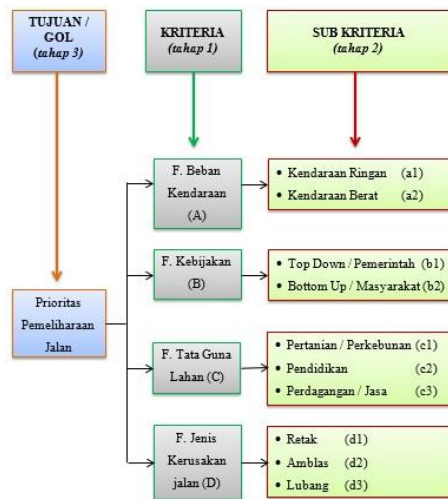 TUJUAN /
GOL
(tahap 3)
KRITERIA
(tahap 1)
SUB KRITERIA
(tahap 2)
Prioritas
Pemeliharaan
Jalan
F. Beban
Kendaraan
(A)
• Kendaraan Ringan (a1)
• Kendaraan Berat (a2)
F. Kebijakan
(B)
• Top Down / Pemerintah (b1)
• Bottom Up / Masyarakat (b2)
F. Tata Guna
Lahan (C)
• Pertanian / Perkebunan (c1)
• Pendidikan (c2)
• Perdagangan / Jasa (c3)
F. Jenis
Kerusakan
jalan (D)
• Retak (d1)
• Amblas (d2)
• Lubang (d3)